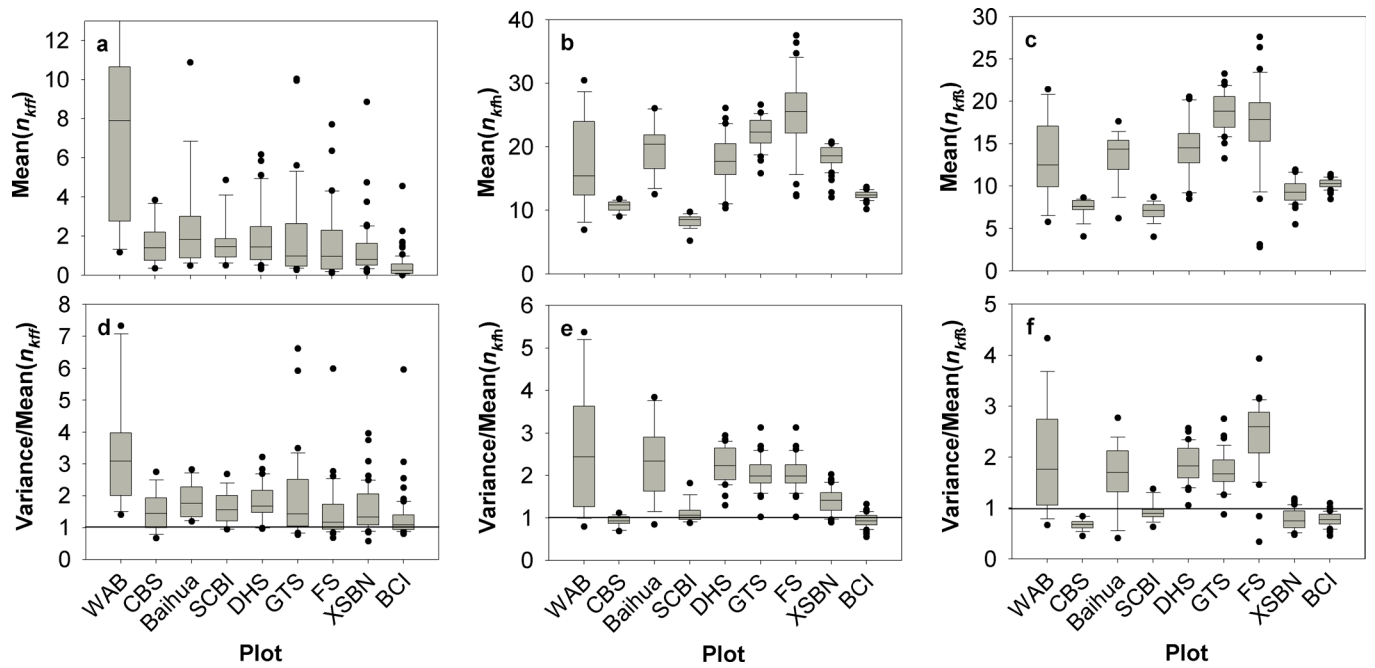 a
Mean(nkff)
12
10
8
6
4
2
0
b
Mean(nkfh)
40
30
20
10
0
c
Mean(nkfß)
30
25
20
15
10
5
0
d
Variance/Mean(nkff)
8
7
6
5
4
3
2
1
0
e
Variance/Mean(nkfh)
6
5
4
3
2
1
0
f
Variance/Mean(nkfß)
5
4
3
2
1
0
WAB CBS Baihua SCBI DHS GTS FS XSBN BCI
WAB CBS Baihua SCBI DHS GTS FS XSBN BCI
WAB CBS Baihua SCBI DHS GTS FS XSBN BCI
Plot
Plot
Plot